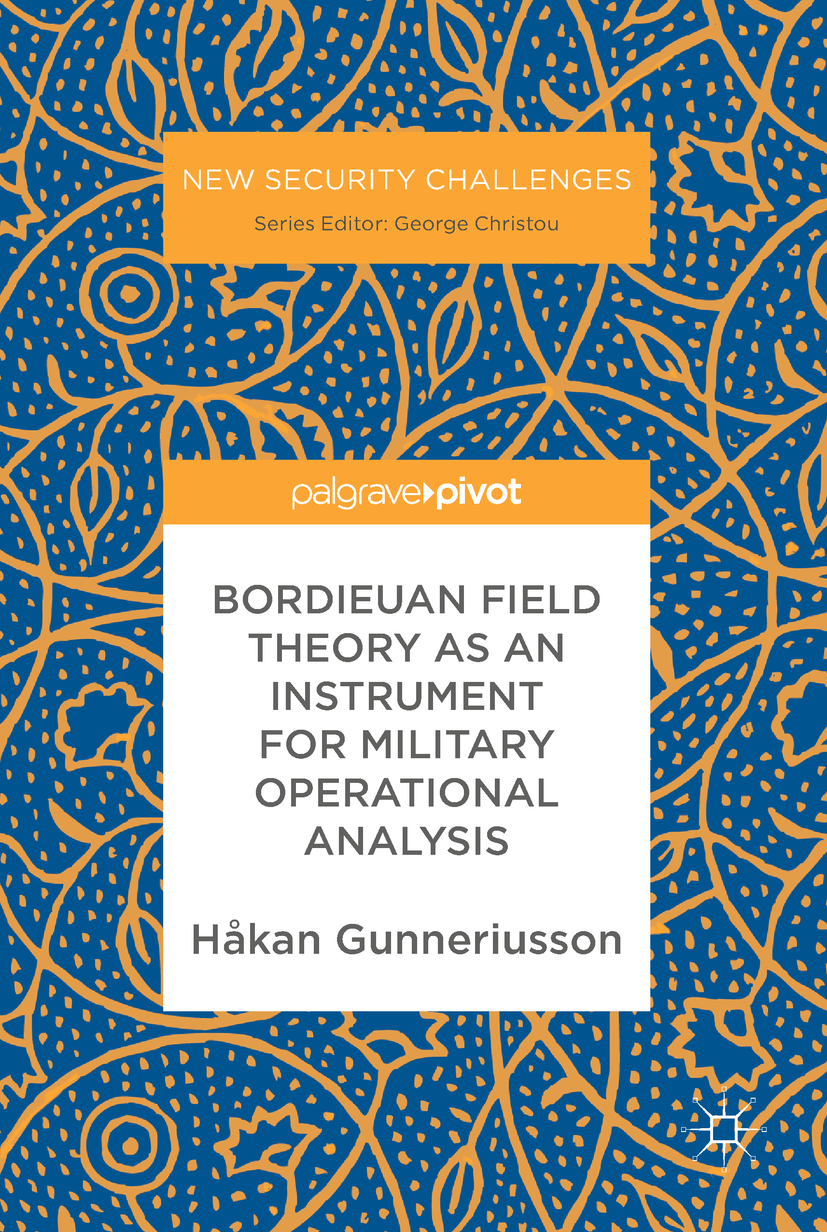 NEW SECURITY CHALLENGES
Series Editor: George Christou
palgrave pivot
BORDIEUAN FIELD
THEORY AS AN
INSTRUMENT
FOR MILITARY
OPERATIONAL
ANALYSIS
Håkan Gunneriusson